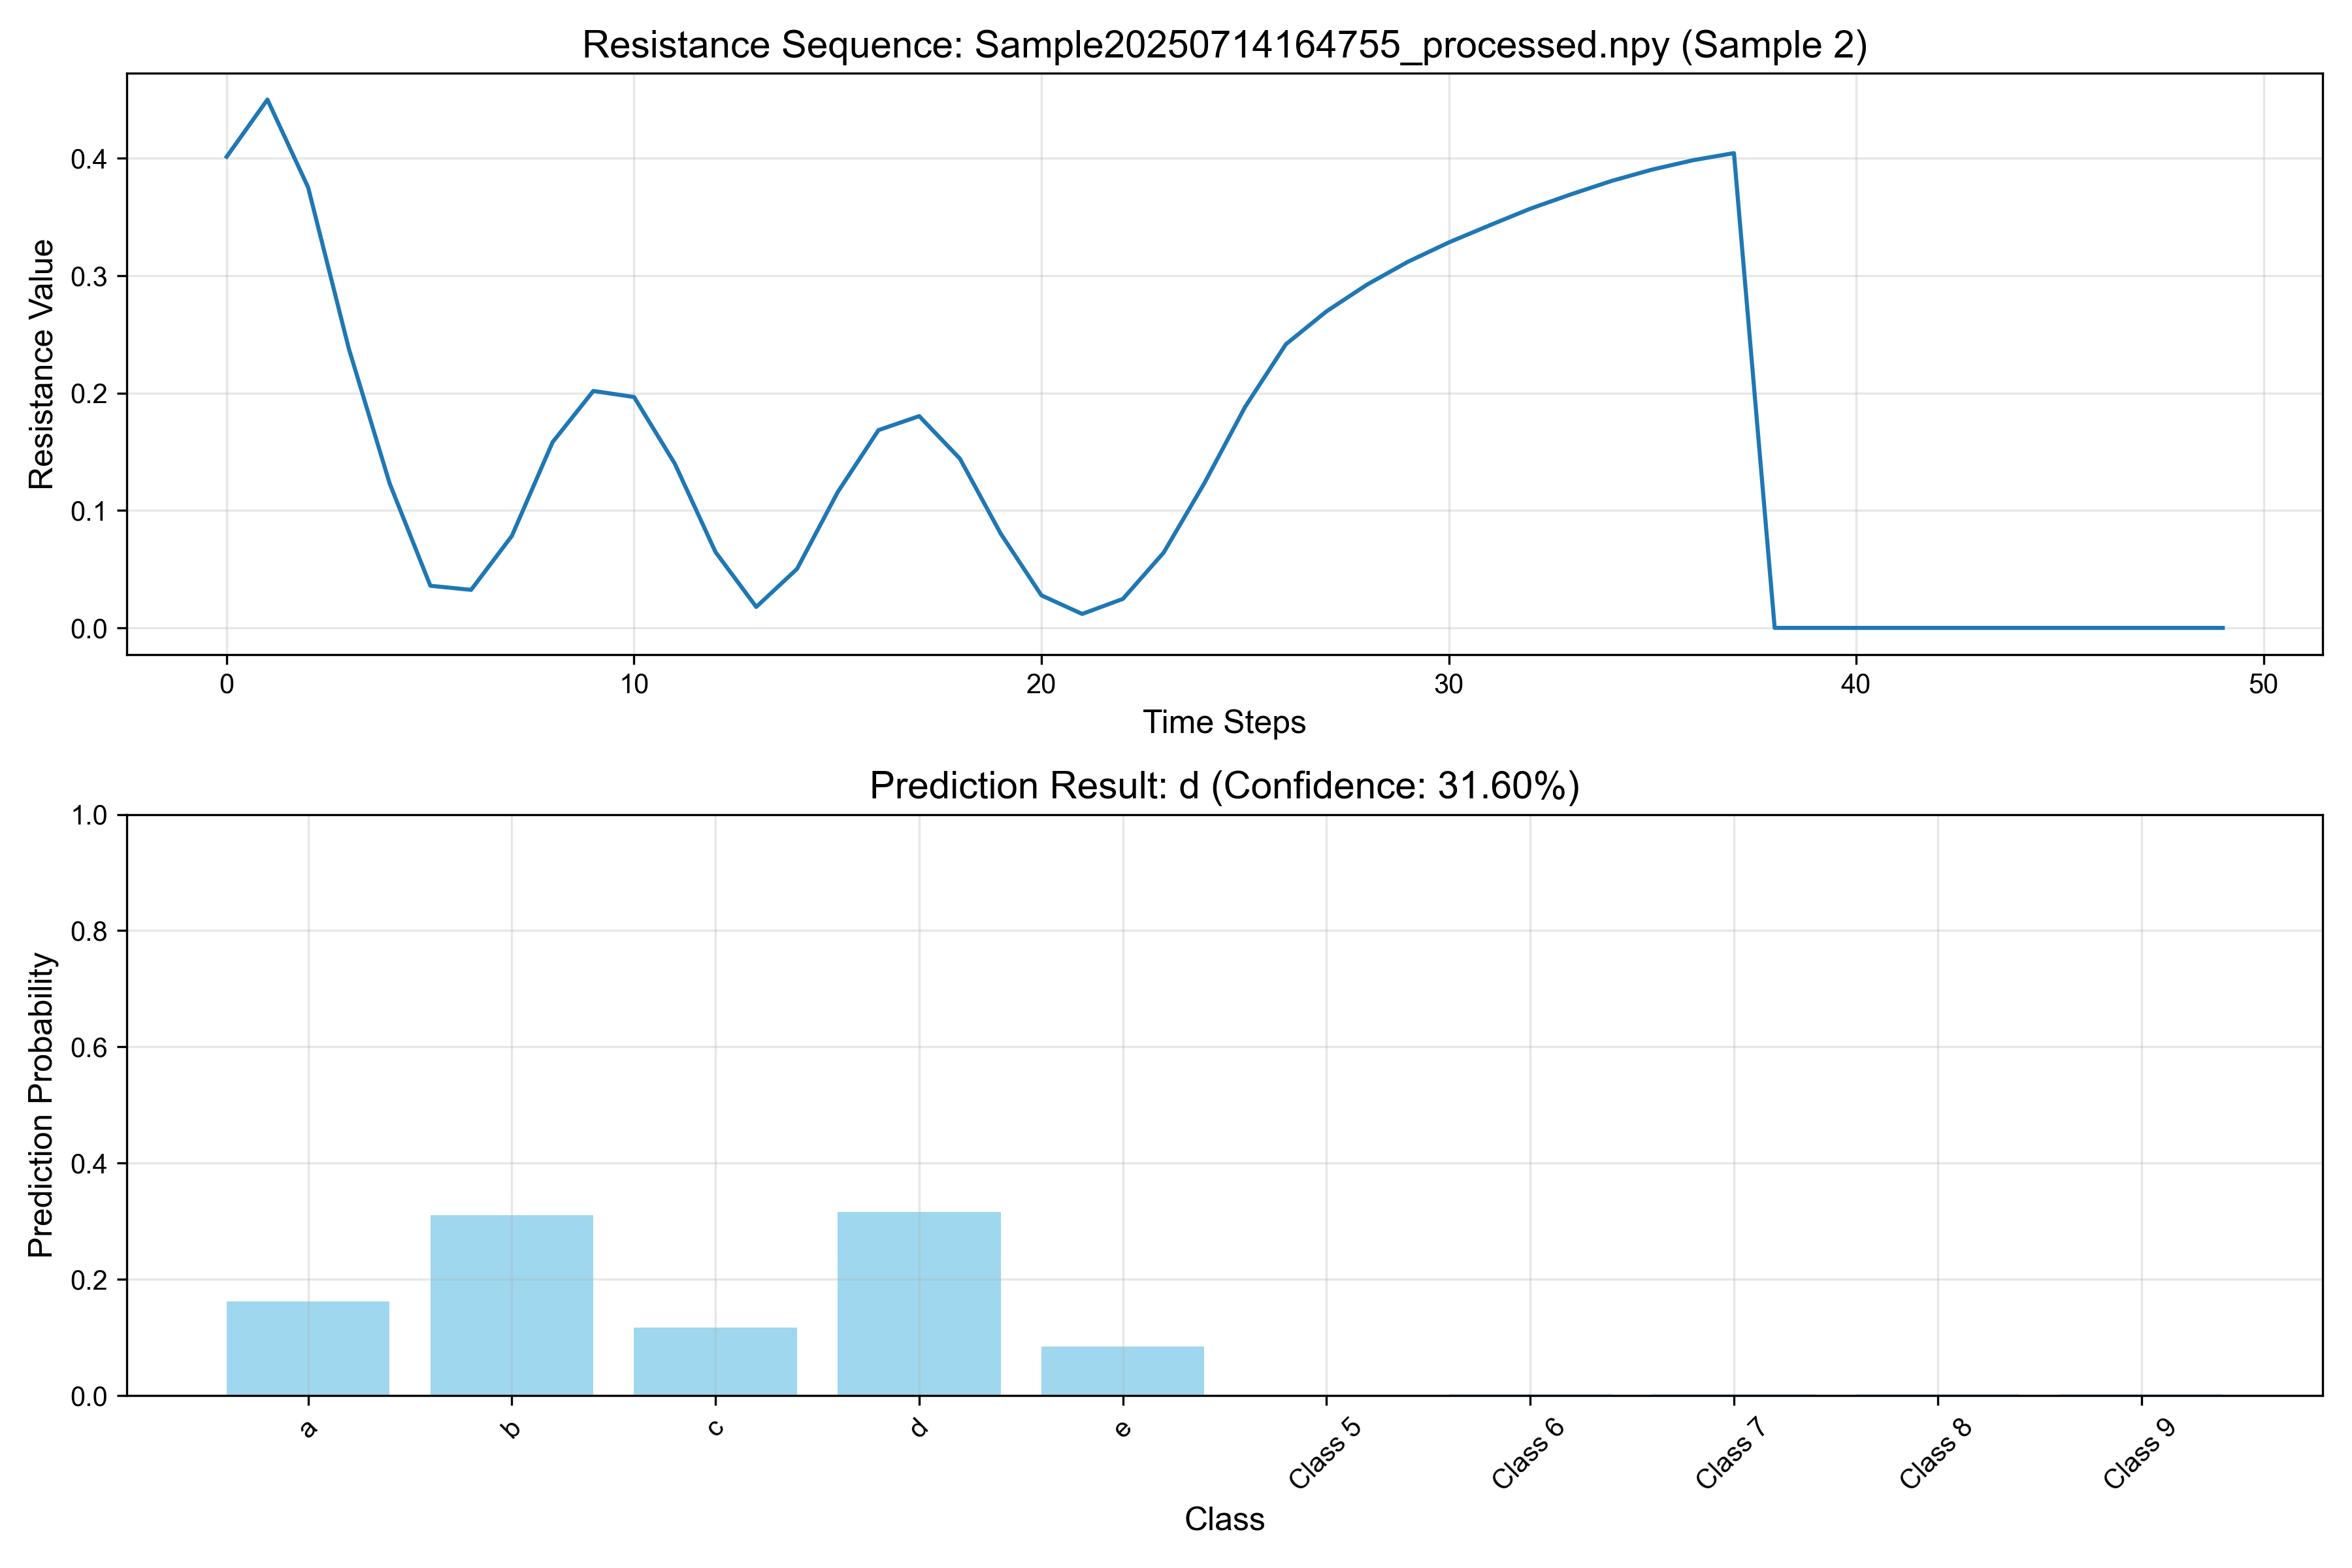 Resistance Sequence: Sample20250714164755_processed.npy (Sample 2)
Resistance Value
0.4
0.3
0.2
0.1
0.0
0 10 20 30 40 50
Time Steps
Prediction Result: d (Confidence: 31.60%)
Prediction Probability
1.0
0.8
0.6
0.4
0.2
0.0
a b c d e Class 5 Class 6 Class 7 Class 8 Class 9
Class